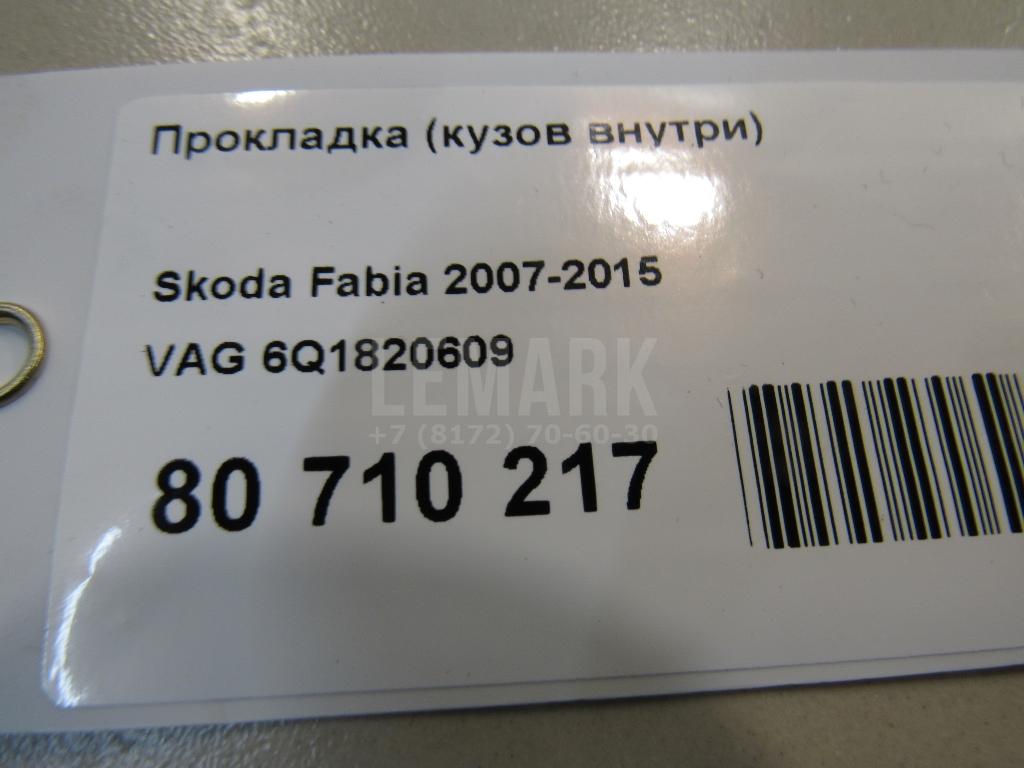 Прокладка (кузов внутри)
Skoda Fabia 2007-2015
VAG 6Q1820609
LEMARK
+7 (8172) 70-60-30
80 710 217